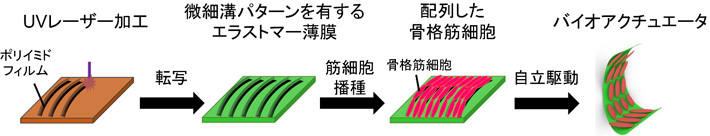 UVレーザー加工
ポリイミド
フィルム
転写
微細溝パターンを有する
エラストマー薄膜
筋細胞
播種
配列した
骨格筋細胞
骨格筋細胞
自立駆動
バイオアクチュエータ